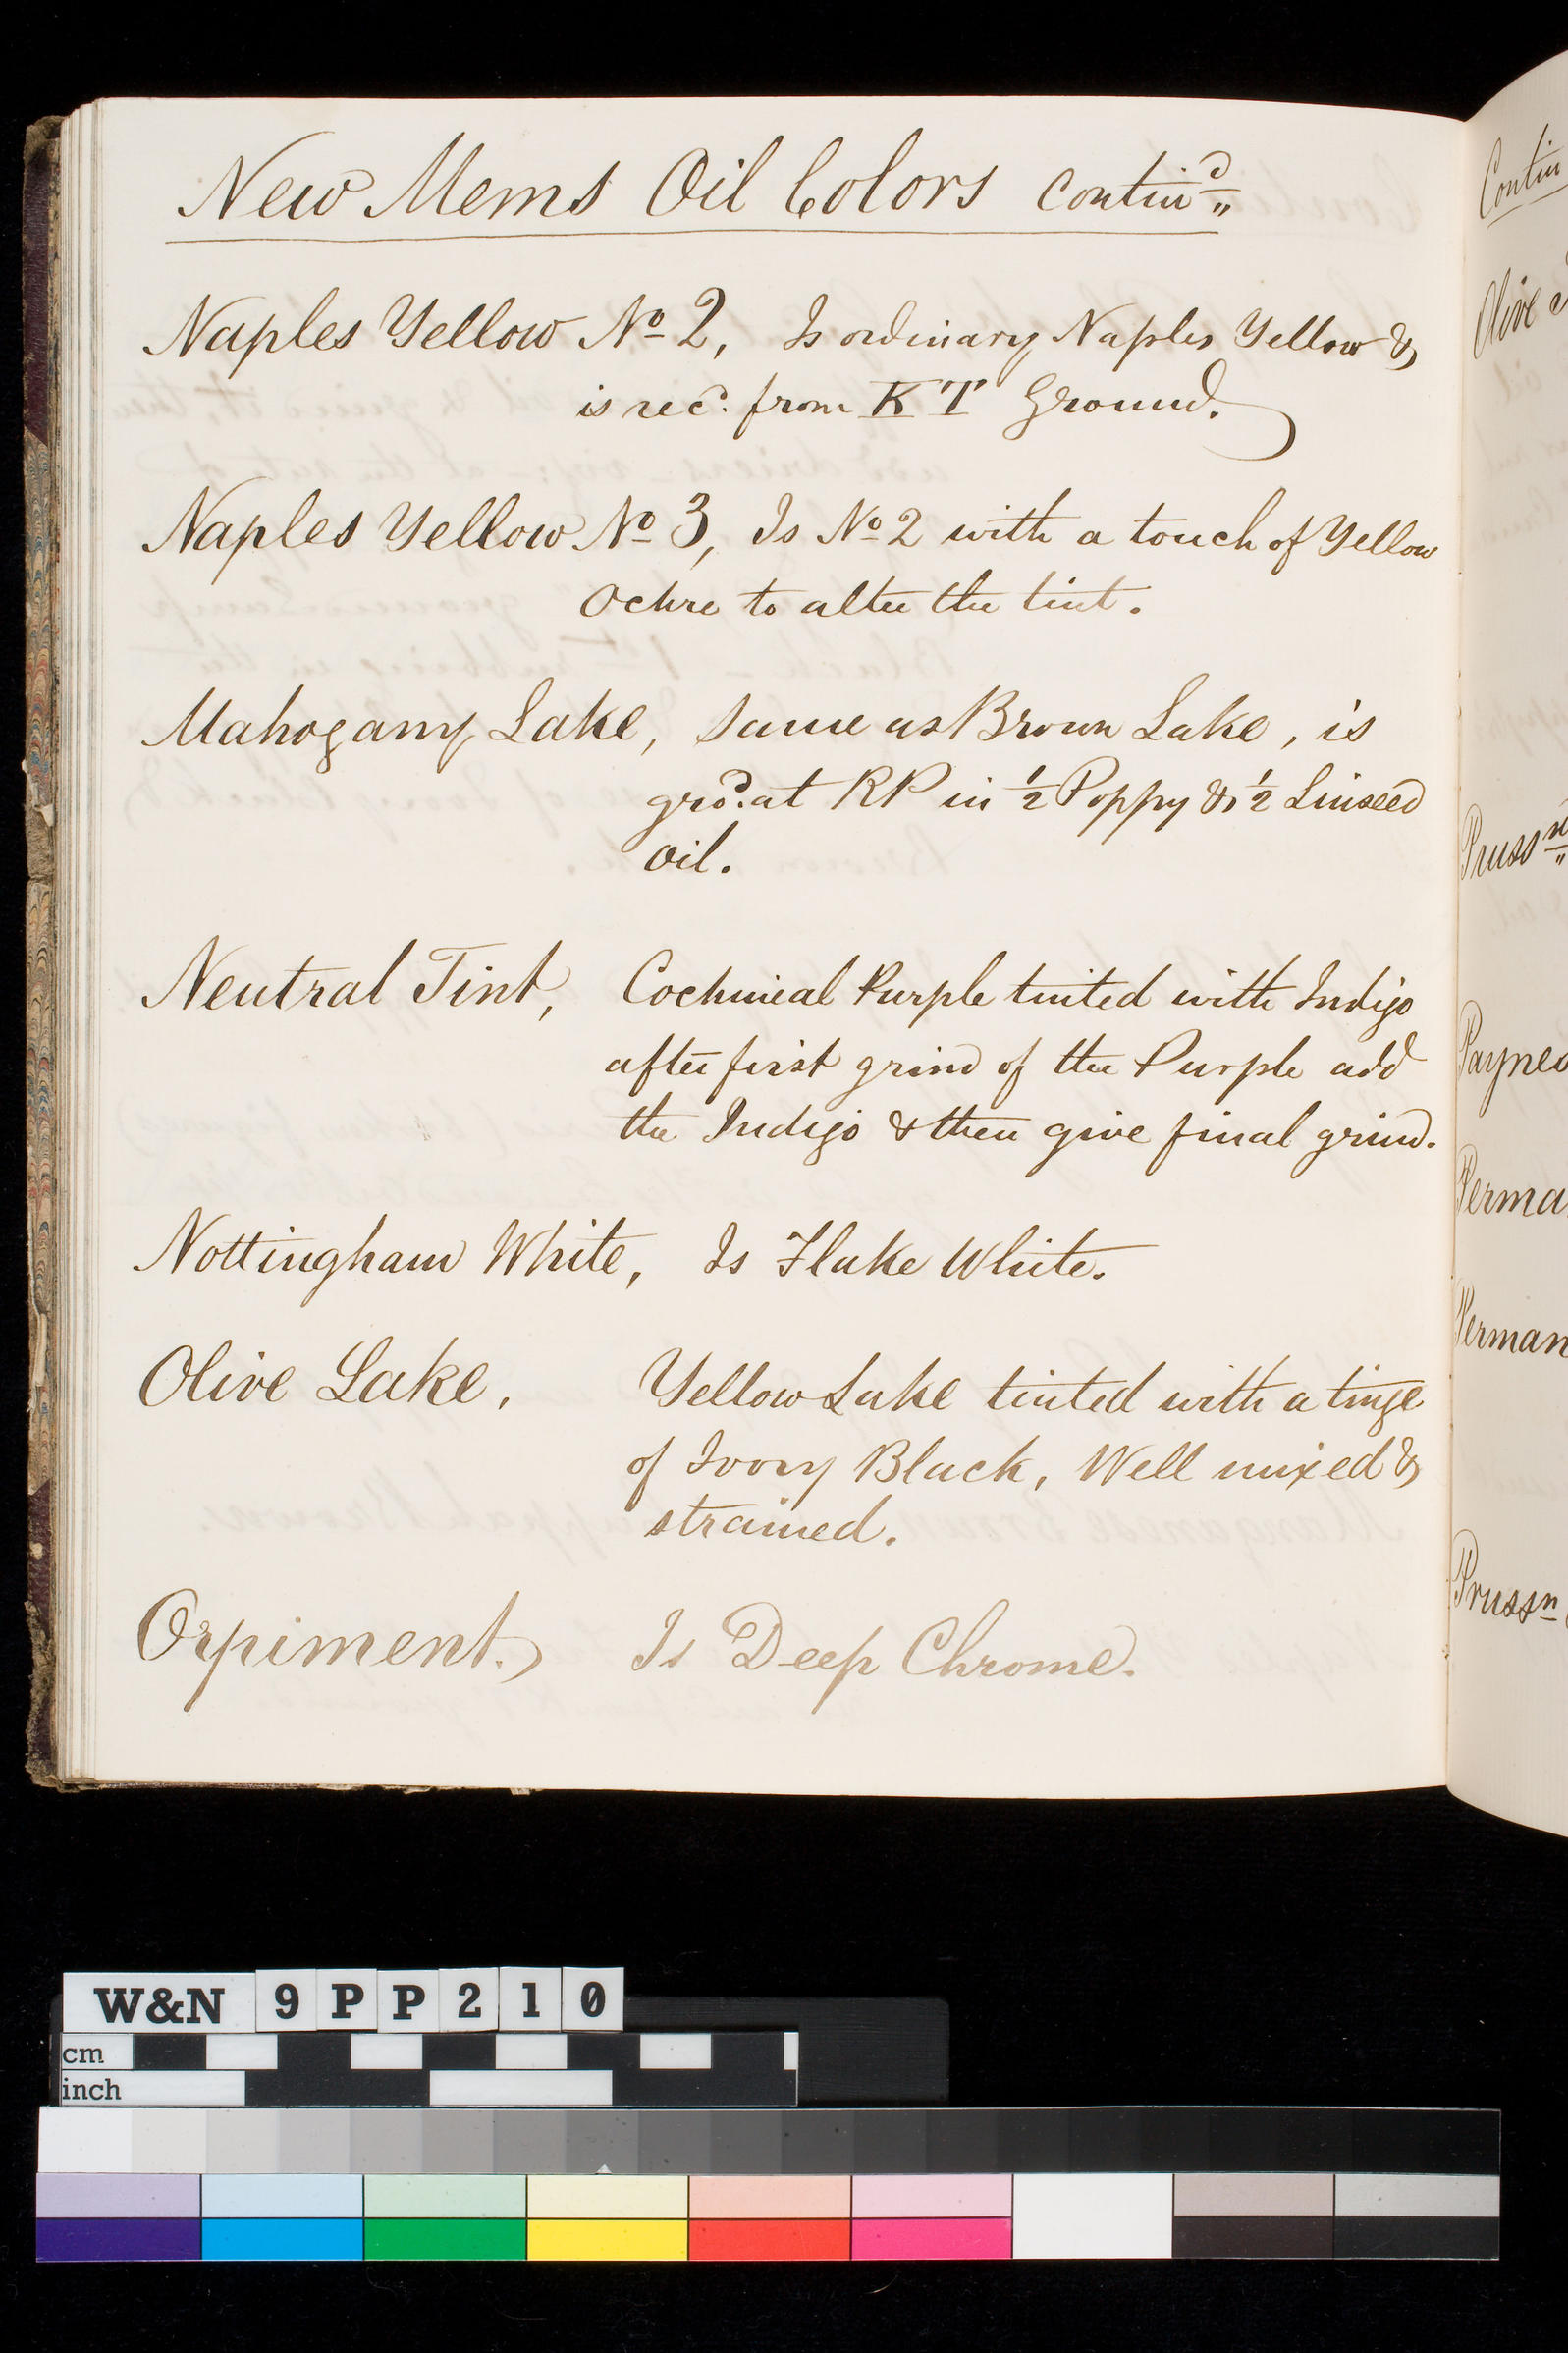 New Mems Oil Colors Contin^d
Naples Yellow No 2, Is ordinary Naples Yellow &
is rec^d. from KT Ground.
Naples Yellow No 3, Is No 2 with a touch of Yellow
Ochre to alter the tint.
Mahogany Lake, Same as Brown Lake, is
gro^d. at RP in ½ Poppy & ½ Linseed
oil.
Neutral Tint, Cochineal Purple tinted with Indigo
after first grind of the Purple add
the Indigo & then give final grind.
Nottingham White, Is Flake White.
Olive Lake, Yellow Lake tinted with a tinge
of Ivory Black, Well mixed &
strained.
Orpiment. Is Deep Chrome.
Contin
Olive
Pruss^n
Paynes
Perma
Perman
Pruss^n
W&N 9PP210
cm
inch